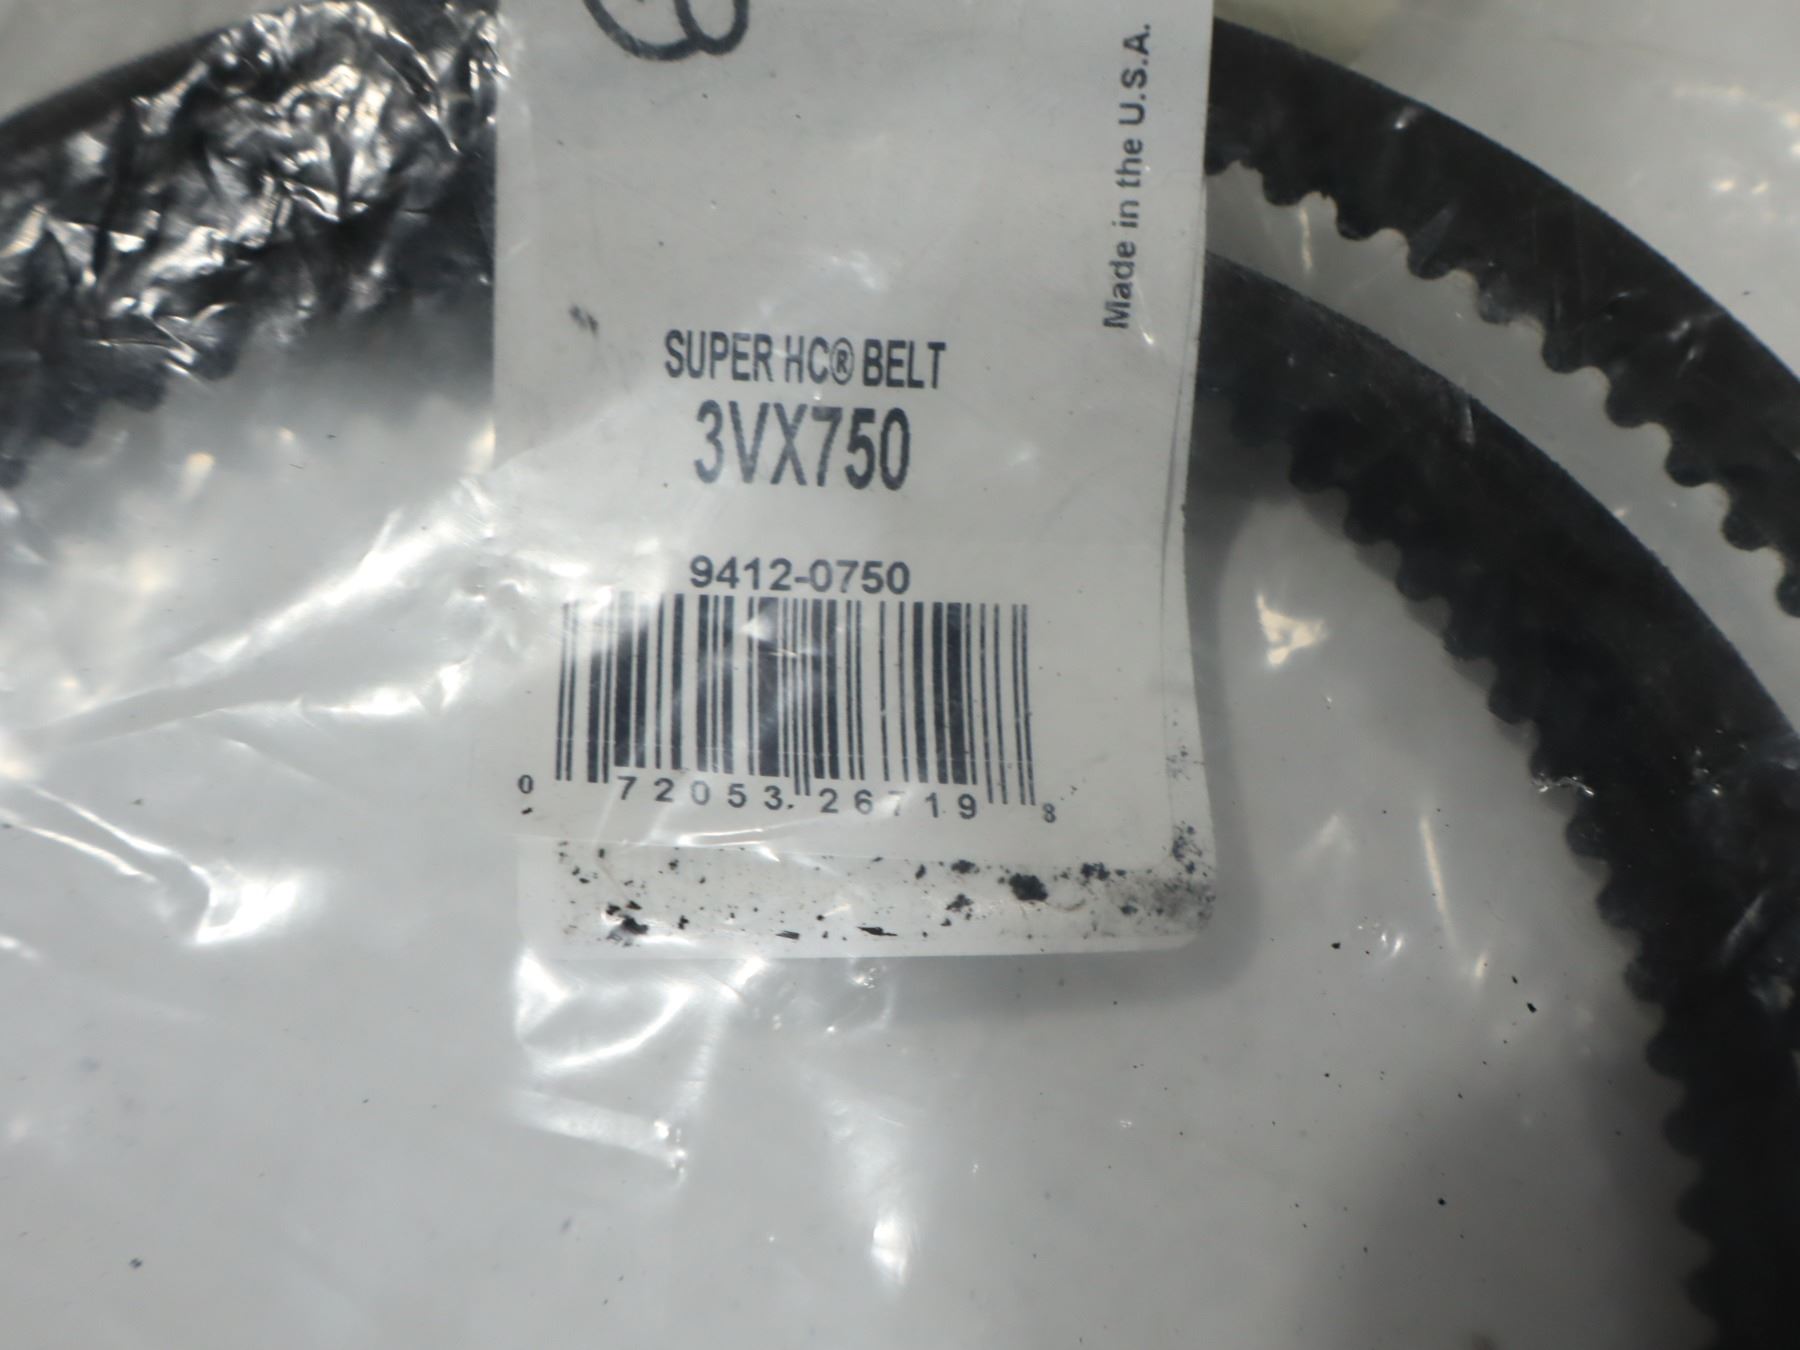 Made in the U.S.A.
SUPER HC® BELT
3VX750
9412-0750
0 72053 26719 8